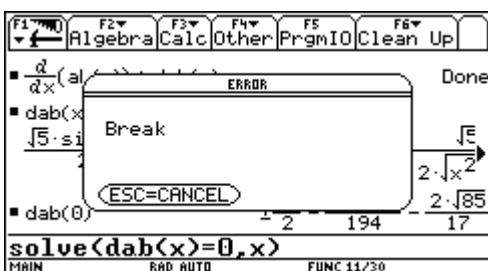 F1 F2 F3 F4 F5 F6
Algebra Calc Other PrgmIO Clean Up
ERROR
d/dx(al Done
dab(x
√5·si
Break
2·√x²
(ESC=CANCEL)
dab(0) 2 194 2·√85/17
solve(dab(x)=0,x)
MAIN RAD AUTO FUNC 11/30